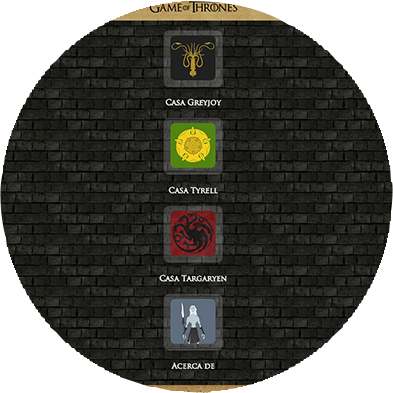 Game of Thrones
Casa Greyjoy
Casa Tyrell
Casa Targaryen
Acerca de